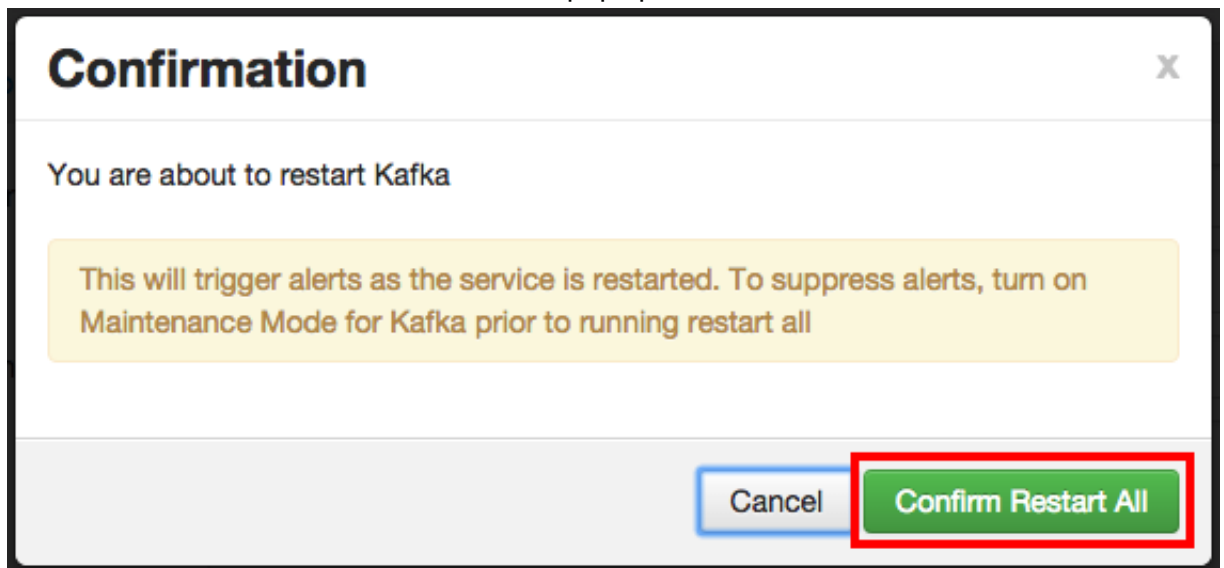 Confirmation
x
You are about to restart Kafka
This will trigger alerts as the service is restarted. To suppress alerts, turn on
Maintenance Mode for Kafka prior to running restart all
Cancel
Confirm Restart All